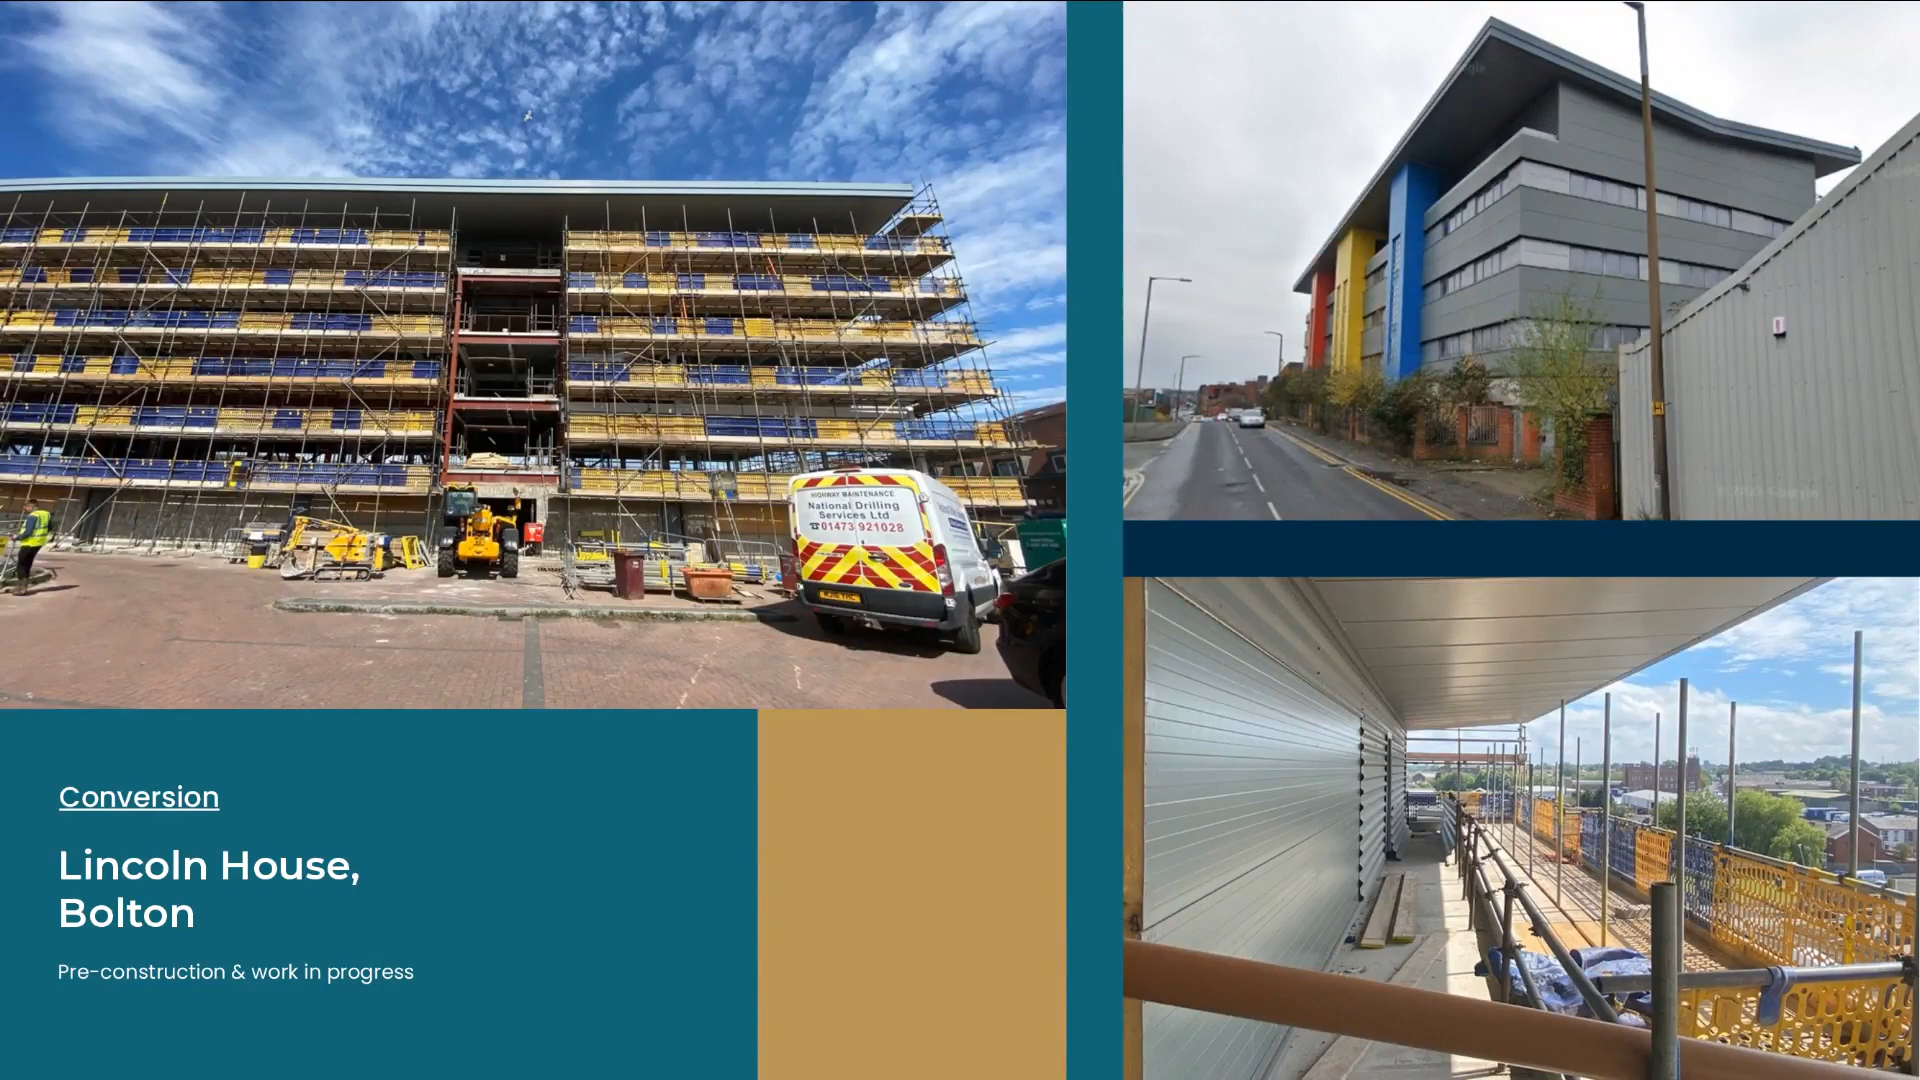 HIGHWAY MAINTENANCE
National Drilling
Services Ltd
☎01473 921028
Conversion
Lincoln House,
Bolton
Pre-construction & work in progress